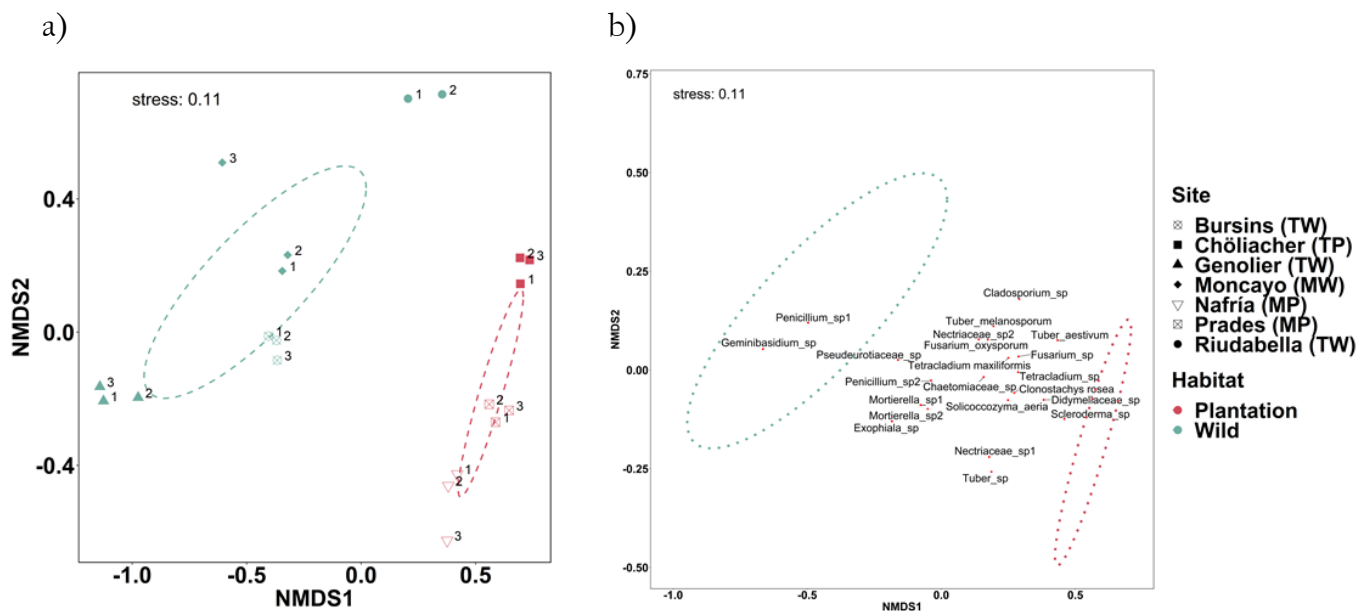 a)
stress: 0.11
1
2
3
2
1
2
3
1
1
2
3
3
1
2
2
3
1
1
2
3
0.4
0.0
-0.4
NMDS2
-1.0
-0.5
0.0
0.5
NMDS1
b)
stress: 0.11
0.75
0.50
0.25
0.00
-0.25
-0.50
NMDS2
Cladosporium_sp
Penicillium_sp1
Tuber_melanosporum
Nectriaceae_sp2
Tuber_aestivum
Geminibasidium_sp
Fusarium_oxysporum
Pseudeurotiaceae_sp
Fusarium_sp
Tetracladium maxiliformis
Penicillium_sp2
Tetracladium_sp
Chaetomiaceae_sp
Clonostachys rosea
Mortierella_sp1
Solicoccozyma_aeria
Didymellaceae_sp
Mortierella_sp2
Scleroderma_sp
Exophiala_sp
Nectriaceae_sp1
Tuber_sp
-1.0
-0.5
0.0
0.5
NMDS1
Site
Bursins (TW)
Chöliacher (TP)
Genolier (TW)
Moncayo (MW)
Nafría (MP)
Prades (MP)
Riudabella (TW)
Habitat
Plantation
Wild